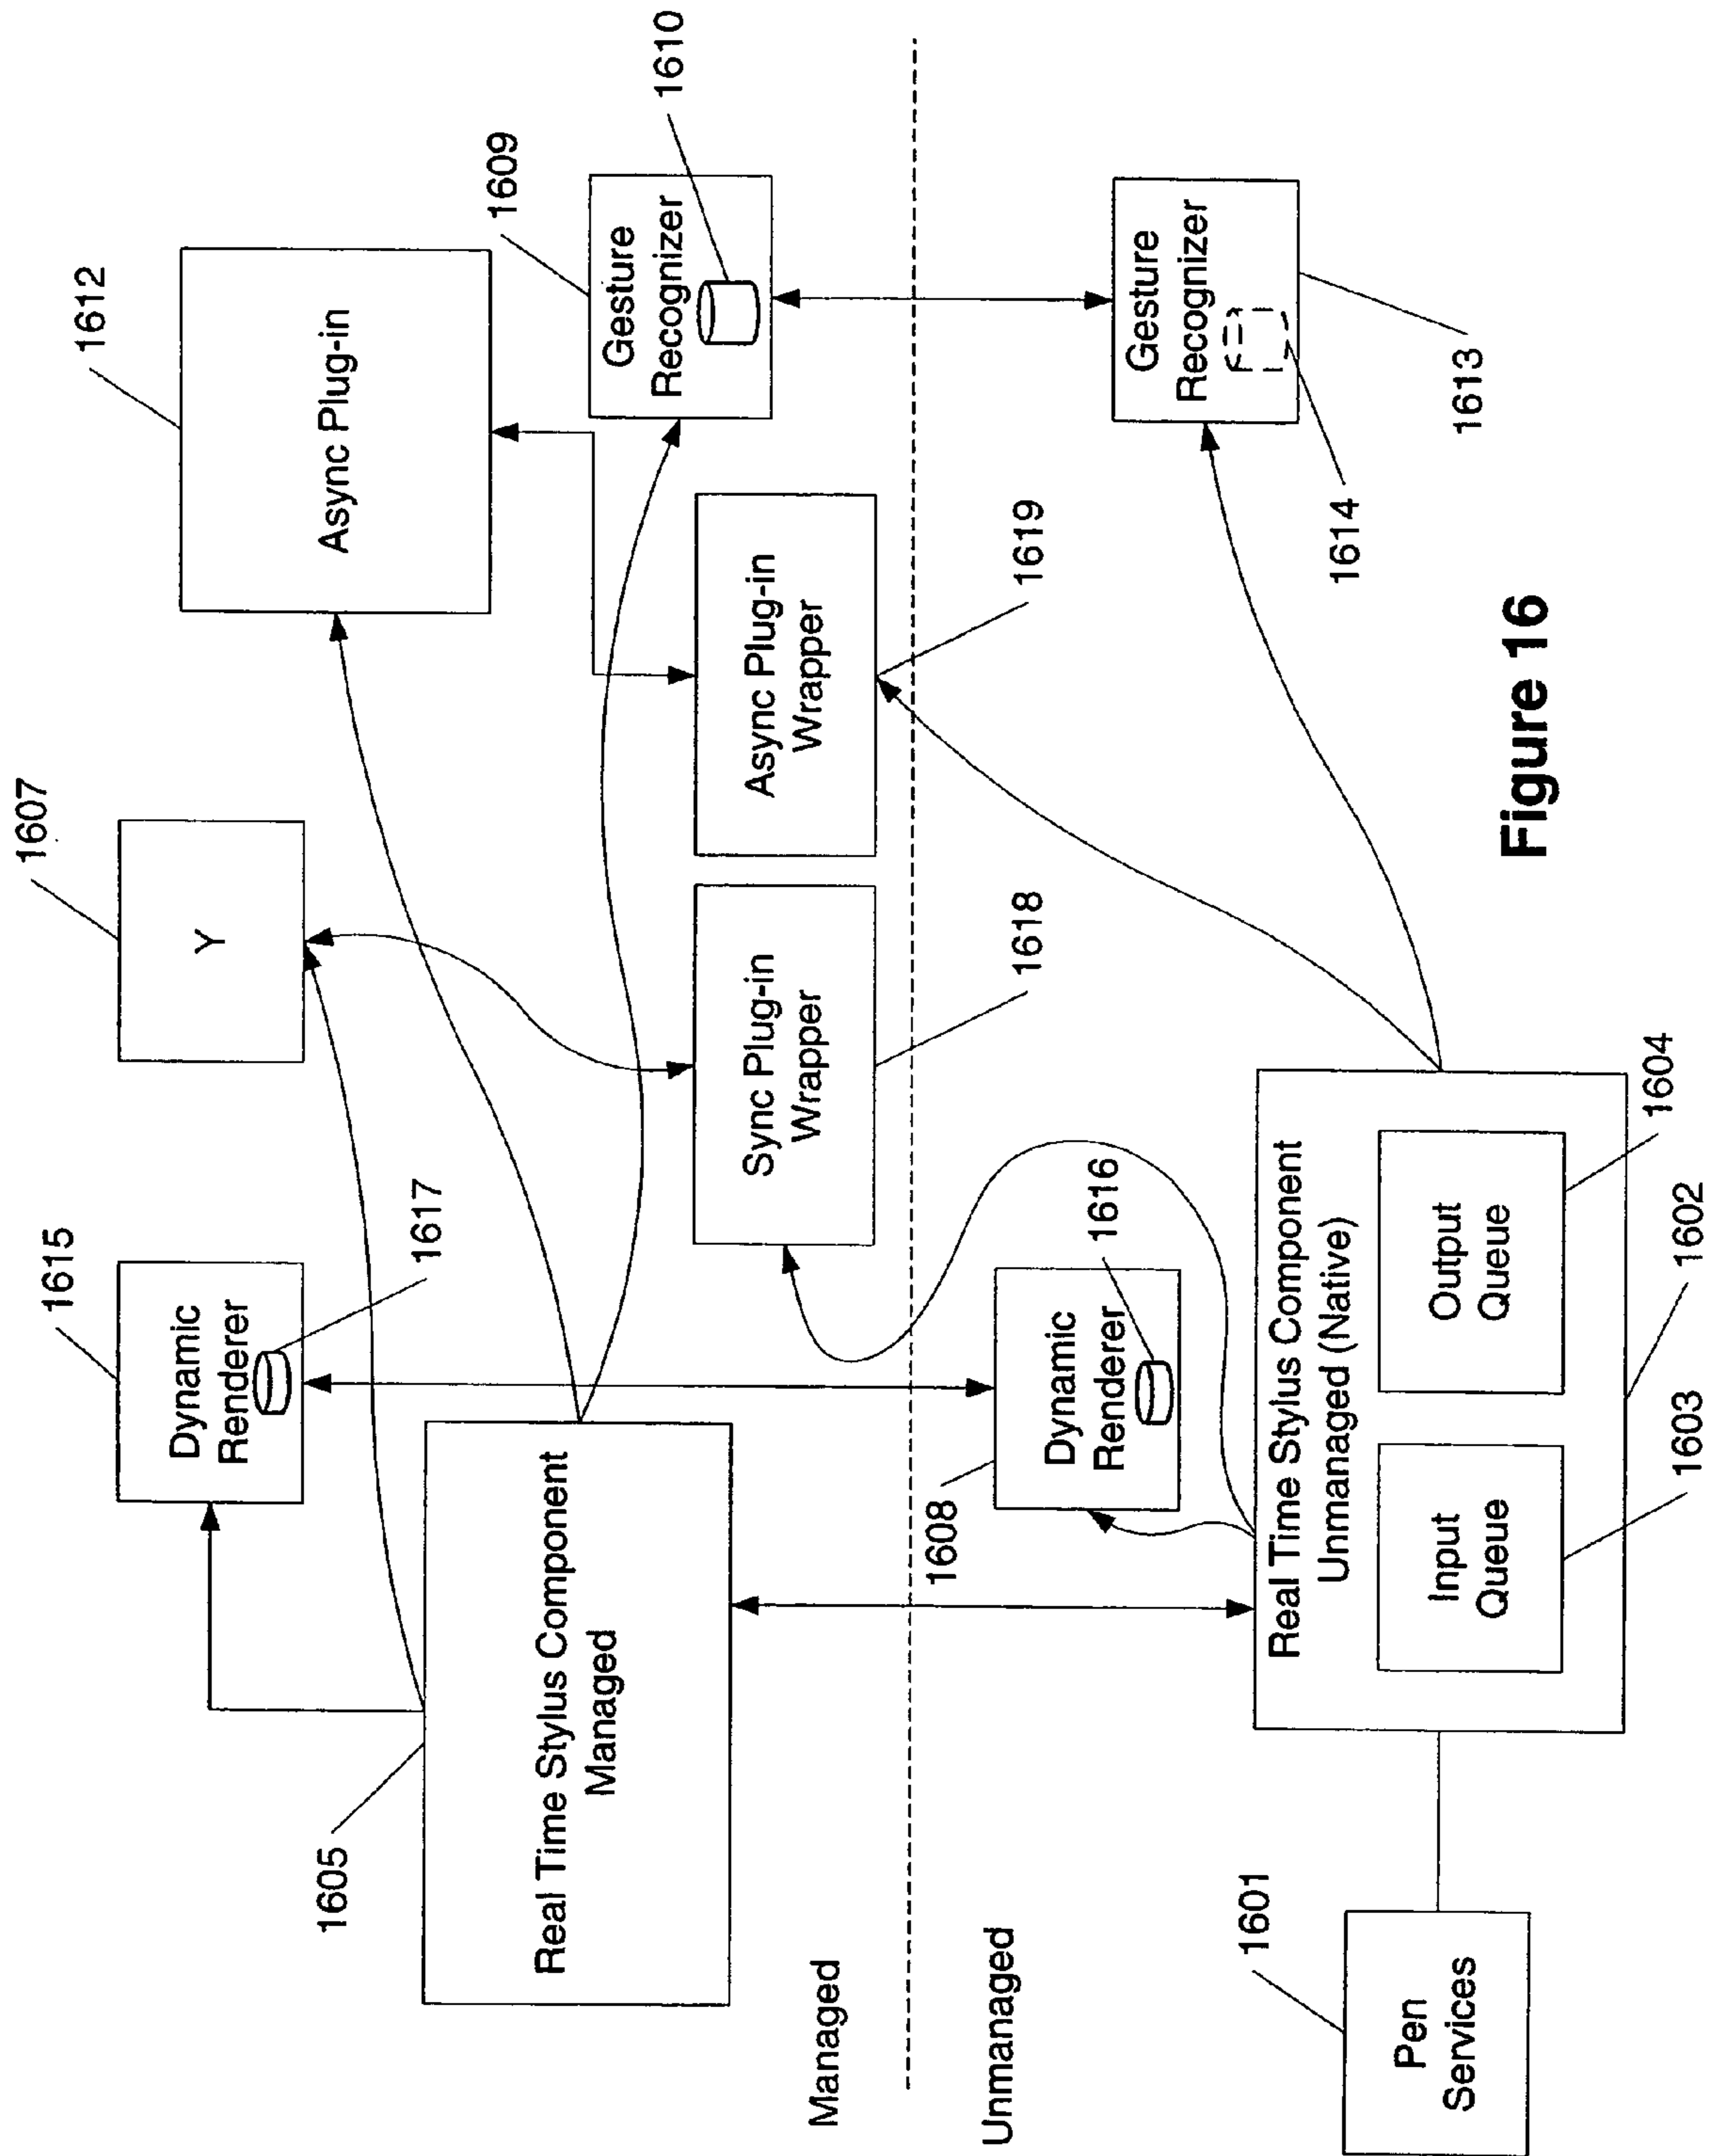 1615
1607
1612
Dynamic
Renderer
1617
Y
Async Plug-in
1609
1610
Gesture
Recognizer
1605
Real Time Stylus Component
Managed
Sync Plug-in
Wrapper
1618
Async Plug-in
Wrapper
1619
Managed
Unmanaged
1608
Dynamic
Renderer
1616
Gesture
Recognizer
1614
1613
1601
Pen
Services
Real Time Stylus Component
Unmanaged (Native)
Input
Queue
Output
Queue
1603
1602
1604
Figure 16